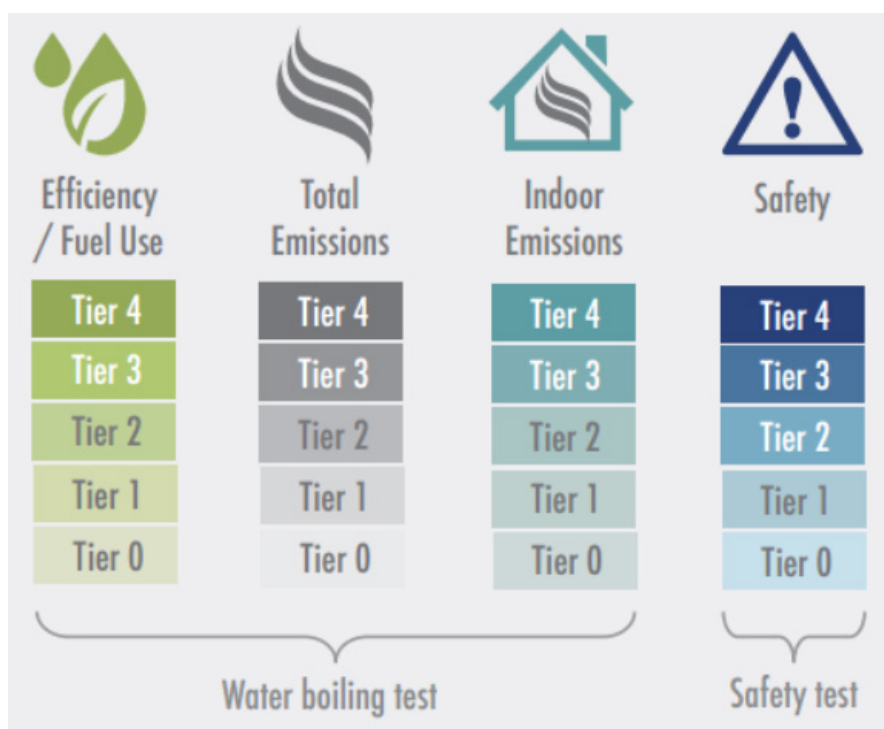 Efficiency
/ Fuel Use
Total
Emissions
Indoor
Emissions
Safety
Tier 4
Tier 4
Tier 4
Tier 4
Tier 3
Tier 3
Tier 3
Tier 3
Tier 2
Tier 2
Tier 2
Tier 2
Tier 1
Tier 1
Tier 1
Tier 1
Tier 0
Tier 0
Tier 0
Tier 0
Water boiling test
Safety test